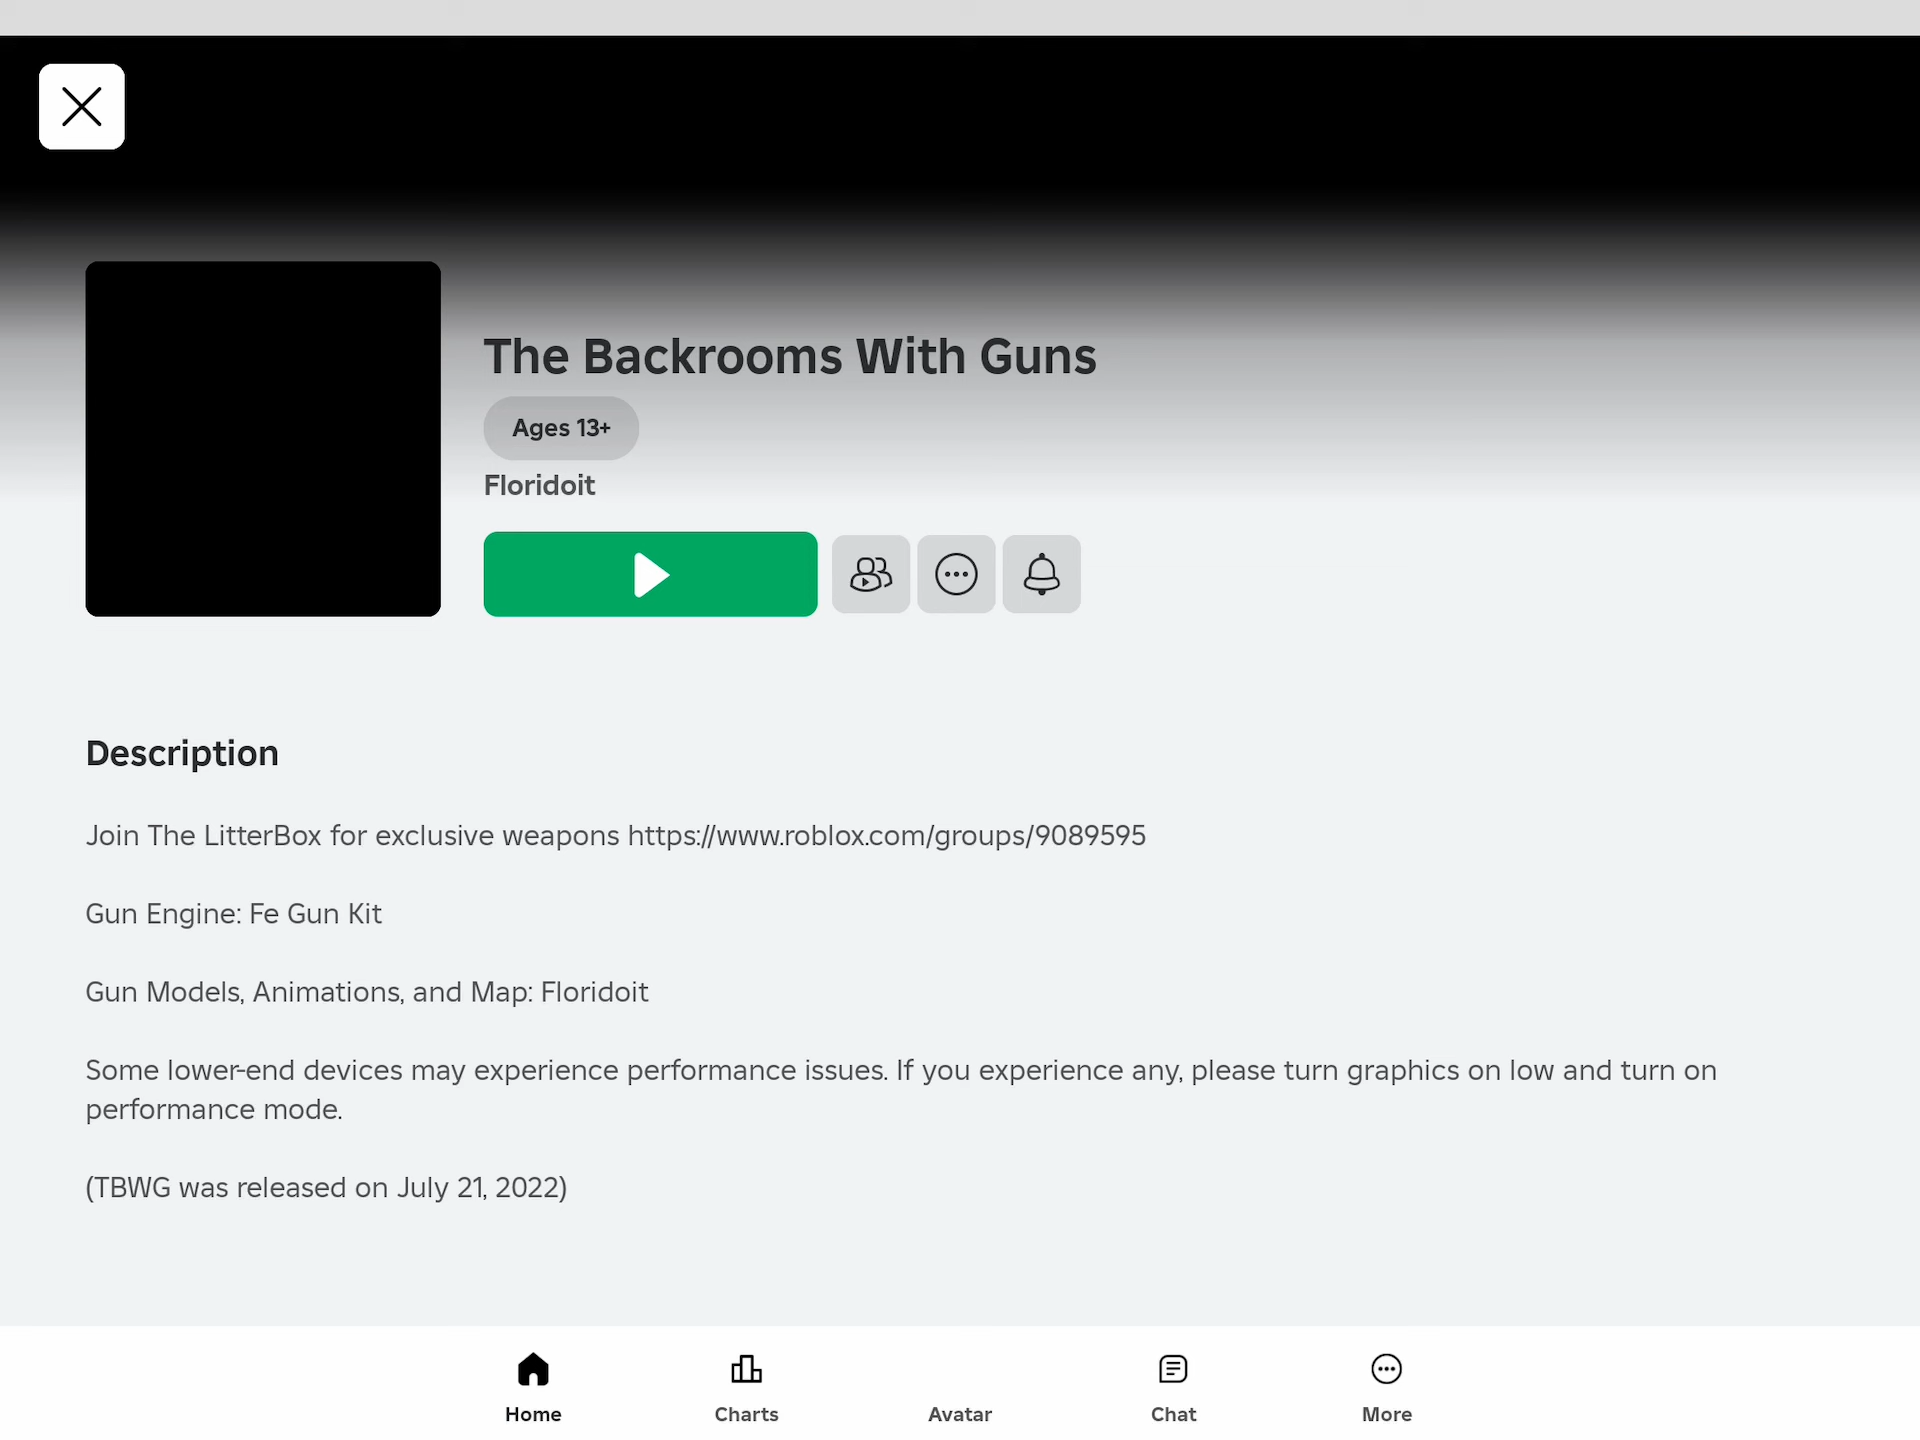 The Backrooms With Guns
Ages 13+
Floridoit
Description
Join The LitterBox for exclusive weapons https://www.roblox.com/groups/9089595
Gun Engine: Fe Gun Kit
Gun Models, Animations, and Map: Floridoit
Some lower-end devices may experience performance issues. If you experience any, please turn graphics on low and turn on
performance mode.
(TBWG was released on July 21, 2022)
Home
Charts
Avatar
Chat
More